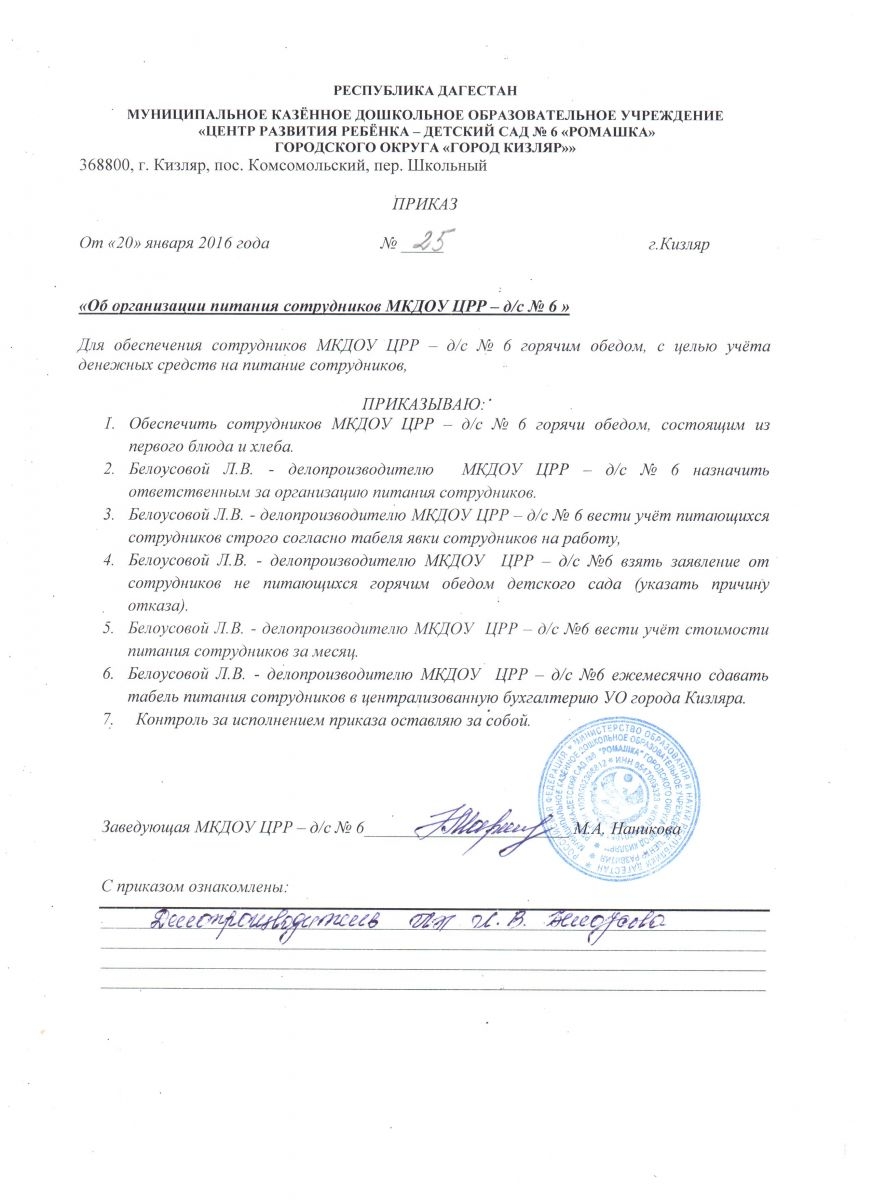 РЕСПУБЛИКА ДАГЕСТАН
МУНИЦИПАЛЬНОЕ КАЗЁННОЕ ДОШКОЛЬНОЕ ОБРАЗОВАТЕЛЬНОЕ УЧРЕЖДЕНИЕ
«ЦЕНТР РАЗВИТИЯ РЕБЁНКА – ДЕТСКИЙ САД № 6 «РОМАШКА»
ГОРОДСКОГО ОКРУГА «ГОРОД КИЗЛЯР»»
368800, г. Кизляр, пос. Комсомольский, пер. Школьный
ПРИКАЗ
От «20» января 2016 года № 25 г.Кизляр
«Об организации питания сотрудников МКДОУ ЦРР – д/с № 6 »
Для обеспечения сотрудников МКДОУ ЦРР – д/с № 6 горячим обедом, с целью учёта
денежных средств на питание сотрудников,
ПРИКАЗЫВАЮ:
1. Обеспечить сотрудников МКДОУ ЦРР – д/с № 6 горячи обедом, состоящим из
первого блюда и хлеба.
2. Белоусовой Л.В. - делопроизводителю МКДОУ ЦРР – д/с № 6 назначить
ответственным за организацию питания сотрудников.
3. Белоусовой Л.В. - делопроизводителю МКДОУ ЦРР – д/с № 6 вести учёт питающихся
сотрудников строго согласно табеля явки сотрудников на работу,
4. Белоусовой Л.В. - делопроизводителю МКДОУ ЦРР – д/с №6 взять заявление от
сотрудников не питающихся горячим обедом детского сада (указать причину
отказа).
5. Белоусовой Л.В. - делопроизводителю МКДОУ ЦРР – д/с №6 вести учёт стоимости
питания сотрудников за месяц.
6. Белоусовой Л.В. - делопроизводителю МКДОУ ЦРР – д/с №6 ежемесячно сдавать
табель питания сотрудников в централизованную бухгалтерию УО города Кизляра.
7. Контроль за исполнением приказа оставляю за собой.
Заведующая МКДОУ ЦРР – д/с № 6 М.А. Наникова
С приказом ознакомлены:
Делопроизводитель Л. В. Белоусова